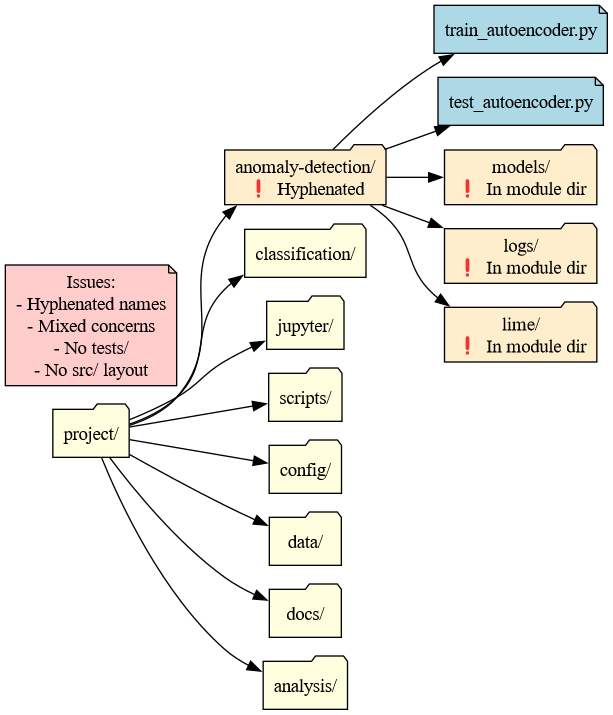 train_autoencoder.py
test_autoencoder.py
anomaly-detection/
❗ Hyphenated
models/
❗ In module dir
logs/
❗ In module dir
lime/
❗ In module dir
classification/
Issues:
- Hyphenated names
- Mixed concerns
- No tests/
- No src/ layout
jupyter/
scripts/
project/
config/
data/
docs/
analysis/